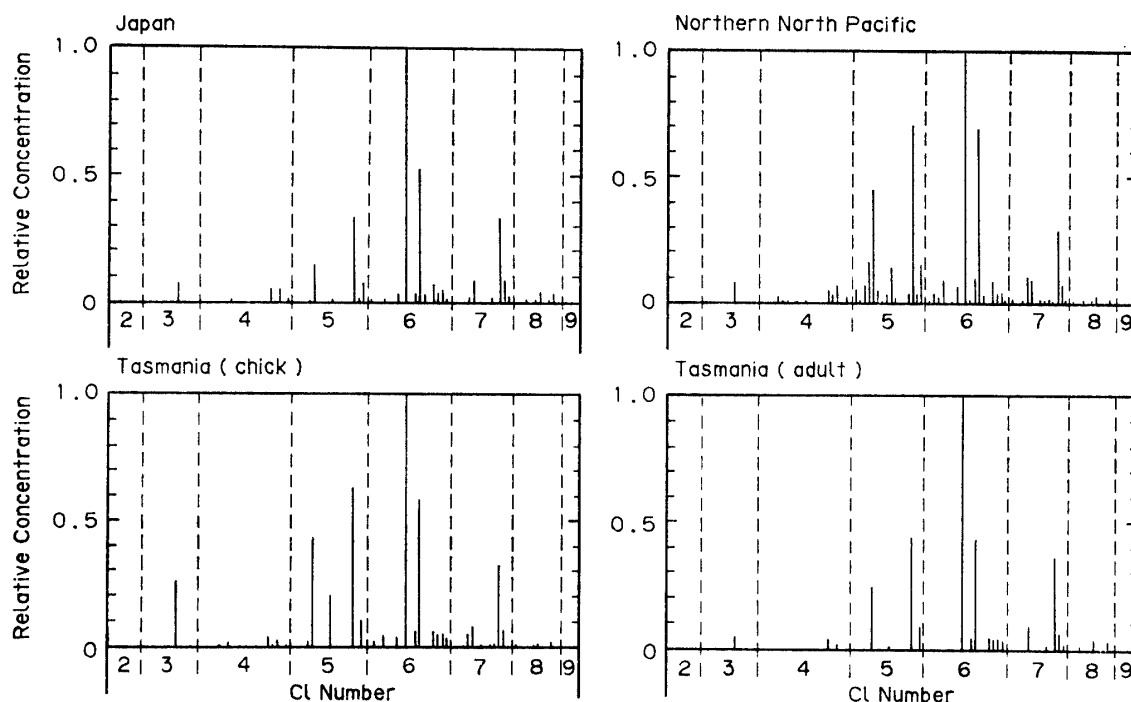 Japan
Relative Concentration
1.0
0.5
0
2 3 4 5 6 7 8 9
Northern North Pacific
1.0
0.5
0
2 3 4 5 6 7 8 9
Tasmania ( chick )
Relative Concentration
1.0
0.5
0
2 3 4 5 6 7 8 9
Cl Number
Tasmania ( adult )
1.0
0.5
0
2 3 4 5 6 7 8 9
Cl Number